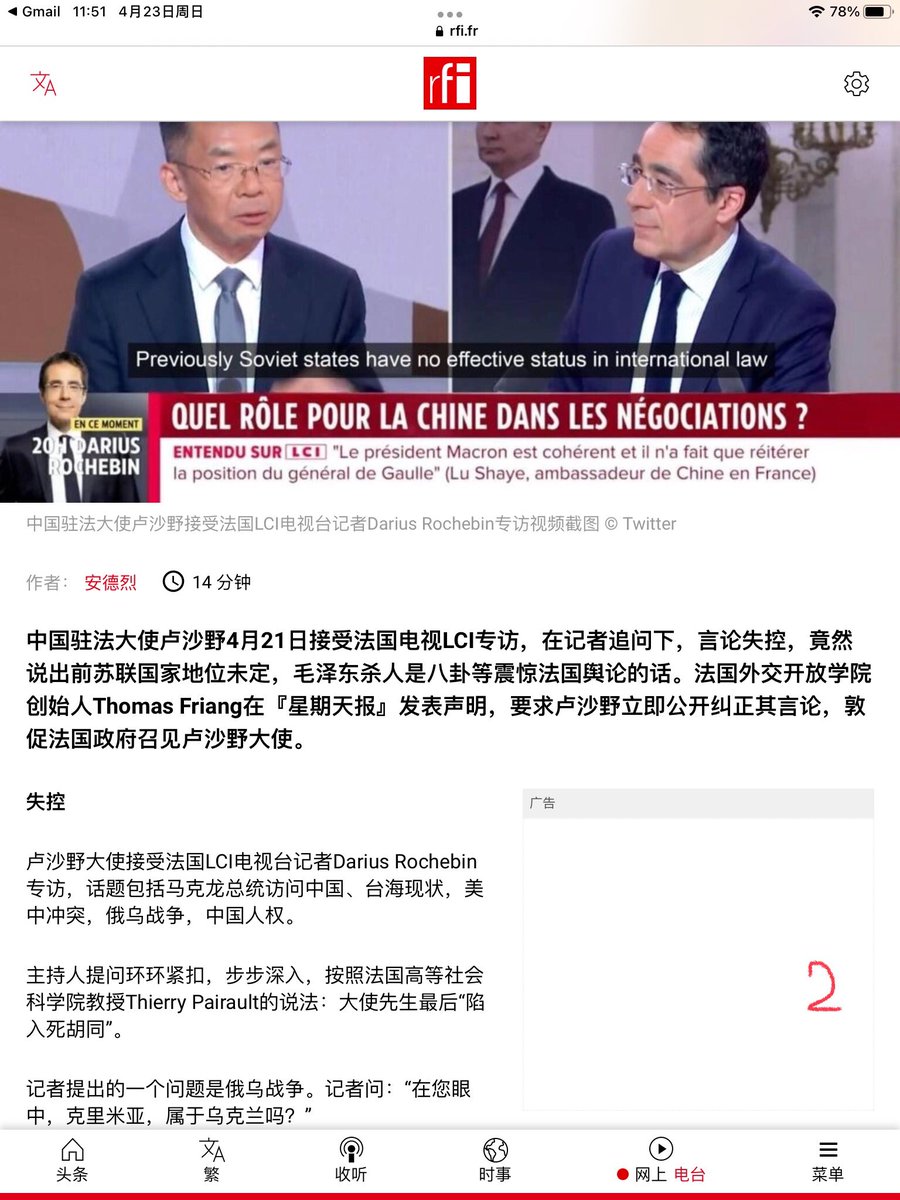 Gmail 11:51 4月23日周日
78%
rfi.fr
文A
rfi
Previously Soviet states have no effective status in international law
EN CE MOMENT
20H DARIUS
ROCHEBIN
QUEL RÔLE POUR LA CHINE DANS LES NÉGOCIATIONS ?
ENTENDU SUR LCI "Le président Macron est cohérent et il n'a fait que réitérer
la position du général de Gaulle" (Lu Shaye, ambassadeur de Chine en France)
中国驻法大使卢沙野接受法国LCI电视台记者Darius Rochebin专访视频截图 © Twitter
作者： 安德烈 14 分钟
中国驻法大使卢沙野4月21日接受法国电视LCI专访，在记者追问下，言论失控，竟然
说出前苏联国家地位未定，毛泽东杀人是八卦等震惊法国舆论的话。法国外交开放学院
创始人Thomas Friang在『星期天报』发表声明，要求卢沙野立即公开纠正其言论，敦
促法国政府召见卢沙野大使。
失控
广告
卢沙野大使接受法国LCI电视台记者Darius Rochebin
专访，话题包括马克龙总统访问中国、台海现状，美
中冲突，俄乌战争，中国人权。
主持人提问环环紧扣，步步深入，按照法国高等社会
科学院教授Thierry Pairault的说法：大使先生最后“陷
入死胡同”。
2
记者提出的一个问题是俄乌战争。记者问：“在您眼
中，克里米亚，属于乌克兰吗？”
文A
头条 繁 收听 时事 网上 电台 菜单